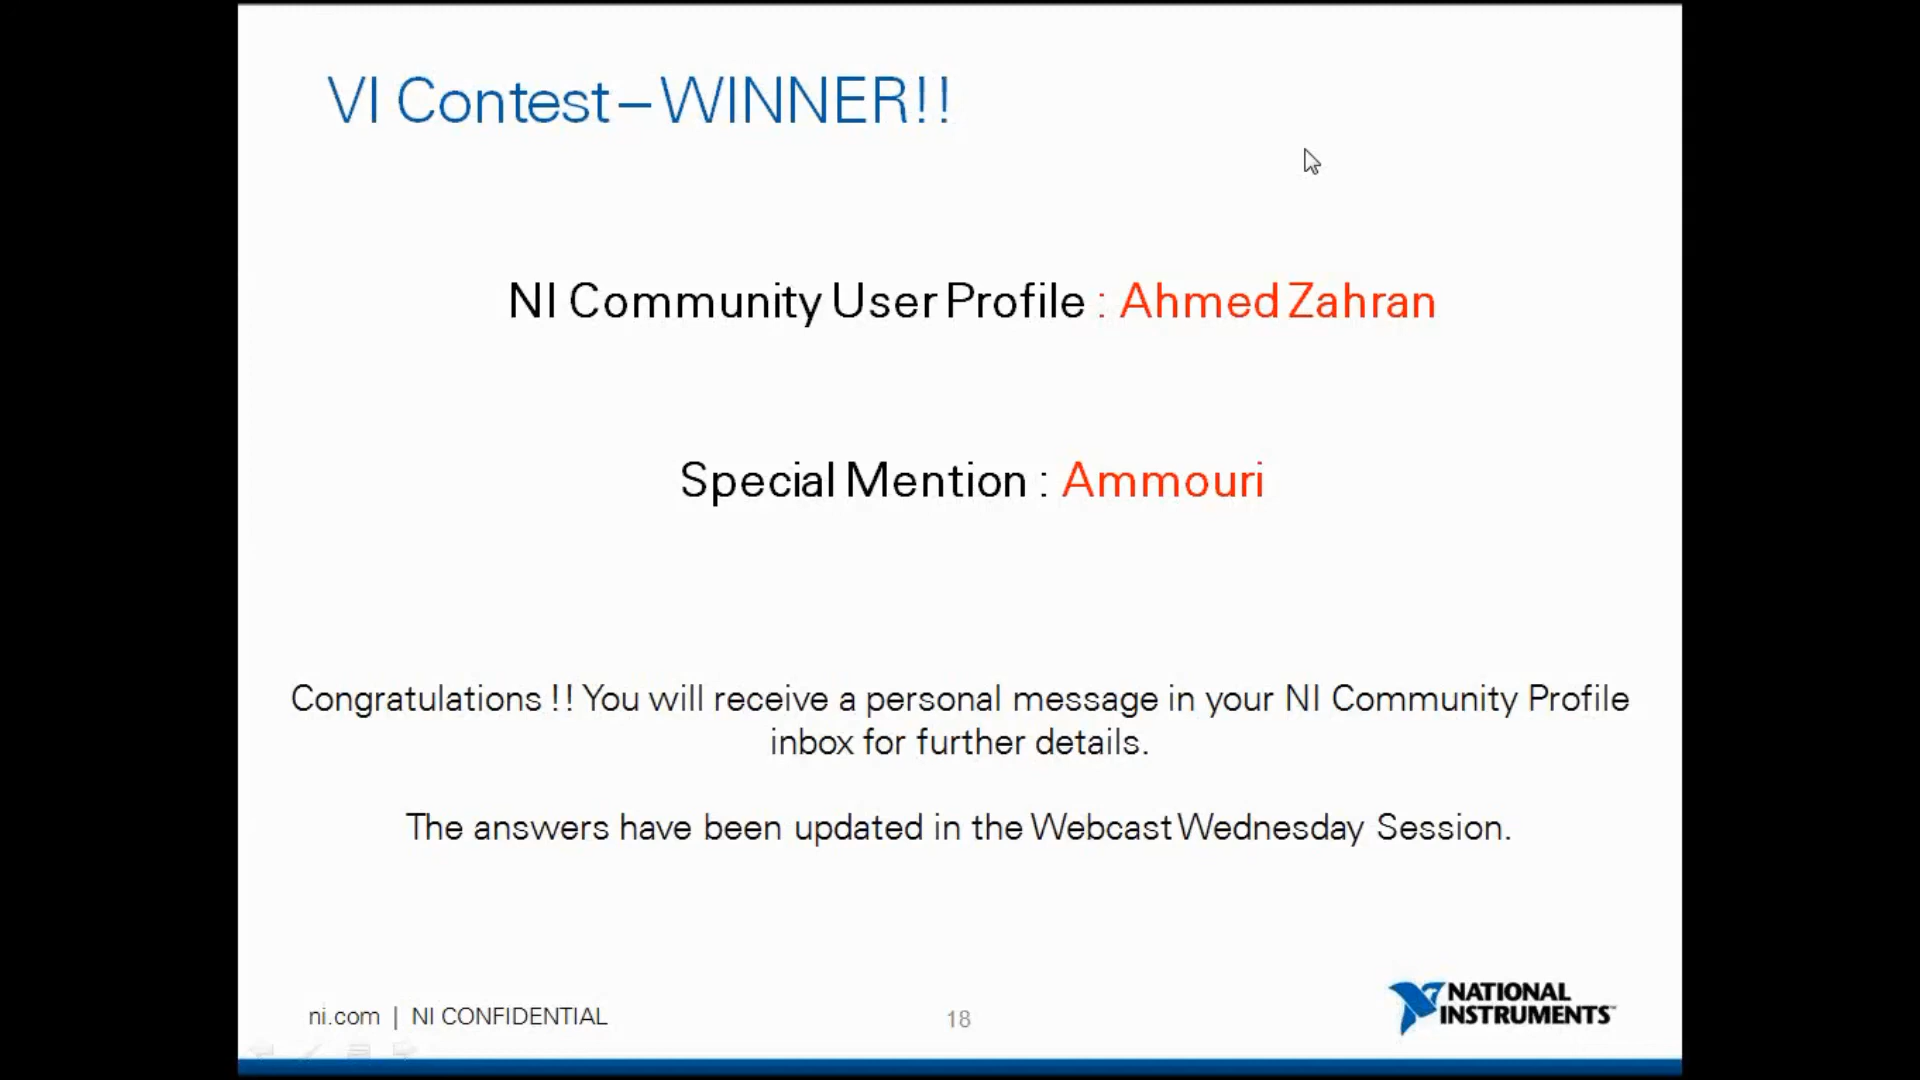 VI Contest – WINNER!!
NI Community User Profile : Ahmed Zahran
Special Mention : Ammouri
Congratulations !! You will receive a personal message in your NI Community Profile
inbox for further details.
The answers have been updated in the Webcast Wednesday Session.
ni.com | NI CONFIDENTIAL
18
NATIONAL
INSTRUMENTS™